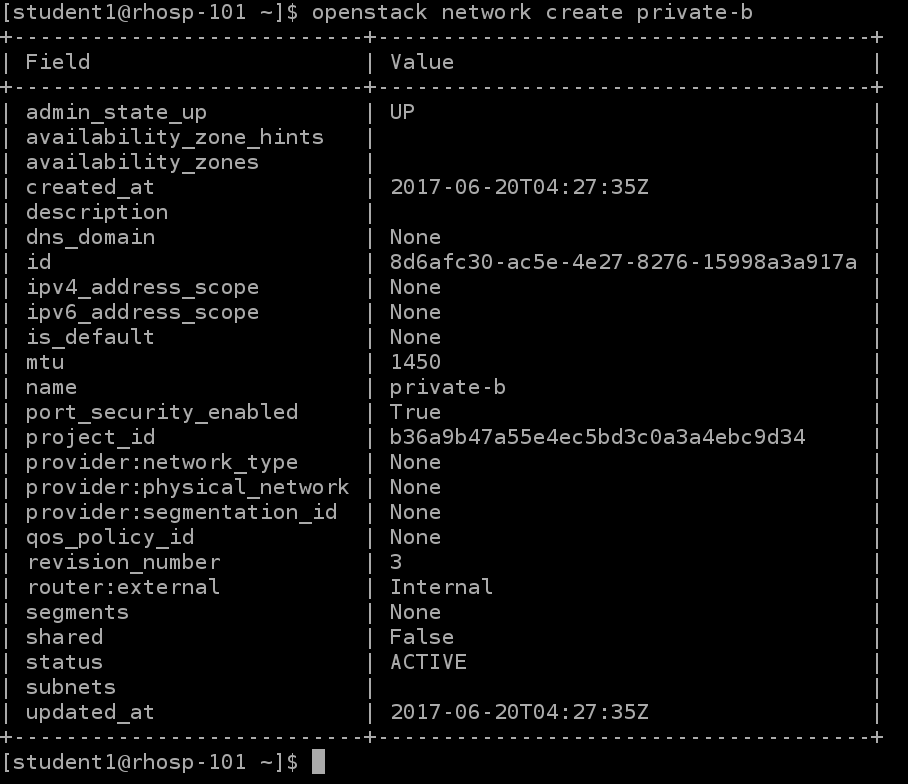 [student1@rhosp-101 ~]$ openstack network create private-b
+---------------------------+--------------------------------------+
| Field                     | Value                                |
+---------------------------+--------------------------------------+
| admin_state_up            | UP                                   |
| availability_zone_hints   |                                      |
| availability_zones        |                                      |
| created_at                | 2017-06-20T04:27:35Z                 |
| description               |                                      |
| dns_domain                | None                                 |
| id                        | 8d6afc30-ac5e-4e27-8276-15998a3a917a |
| ipv4_address_scope        | None                                 |
| ipv6_address_scope        | None                                 |
| is_default                | None                                 |
| mtu                       | 1450                                 |
| name                      | private-b                            |
| port_security_enabled     | True                                 |
| project_id                | b36a9b47a55e4ec5bd3c0a3a4ebc9d34     |
| provider:network_type     | None                                 |
| provider:physical_network | None                                 |
| provider:segmentation_id  | None                                 |
| qos_policy_id             | None                                 |
| revision_number           | 3                                    |
| router:external           | Internal                             |
| segments                  | None                                 |
| shared                    | False                                |
| status                    | ACTIVE                               |
| subnets                   |                                      |
| updated_at                | 2017-06-20T04:27:35Z                 |
+---------------------------+--------------------------------------+
[student1@rhosp-101 ~]$